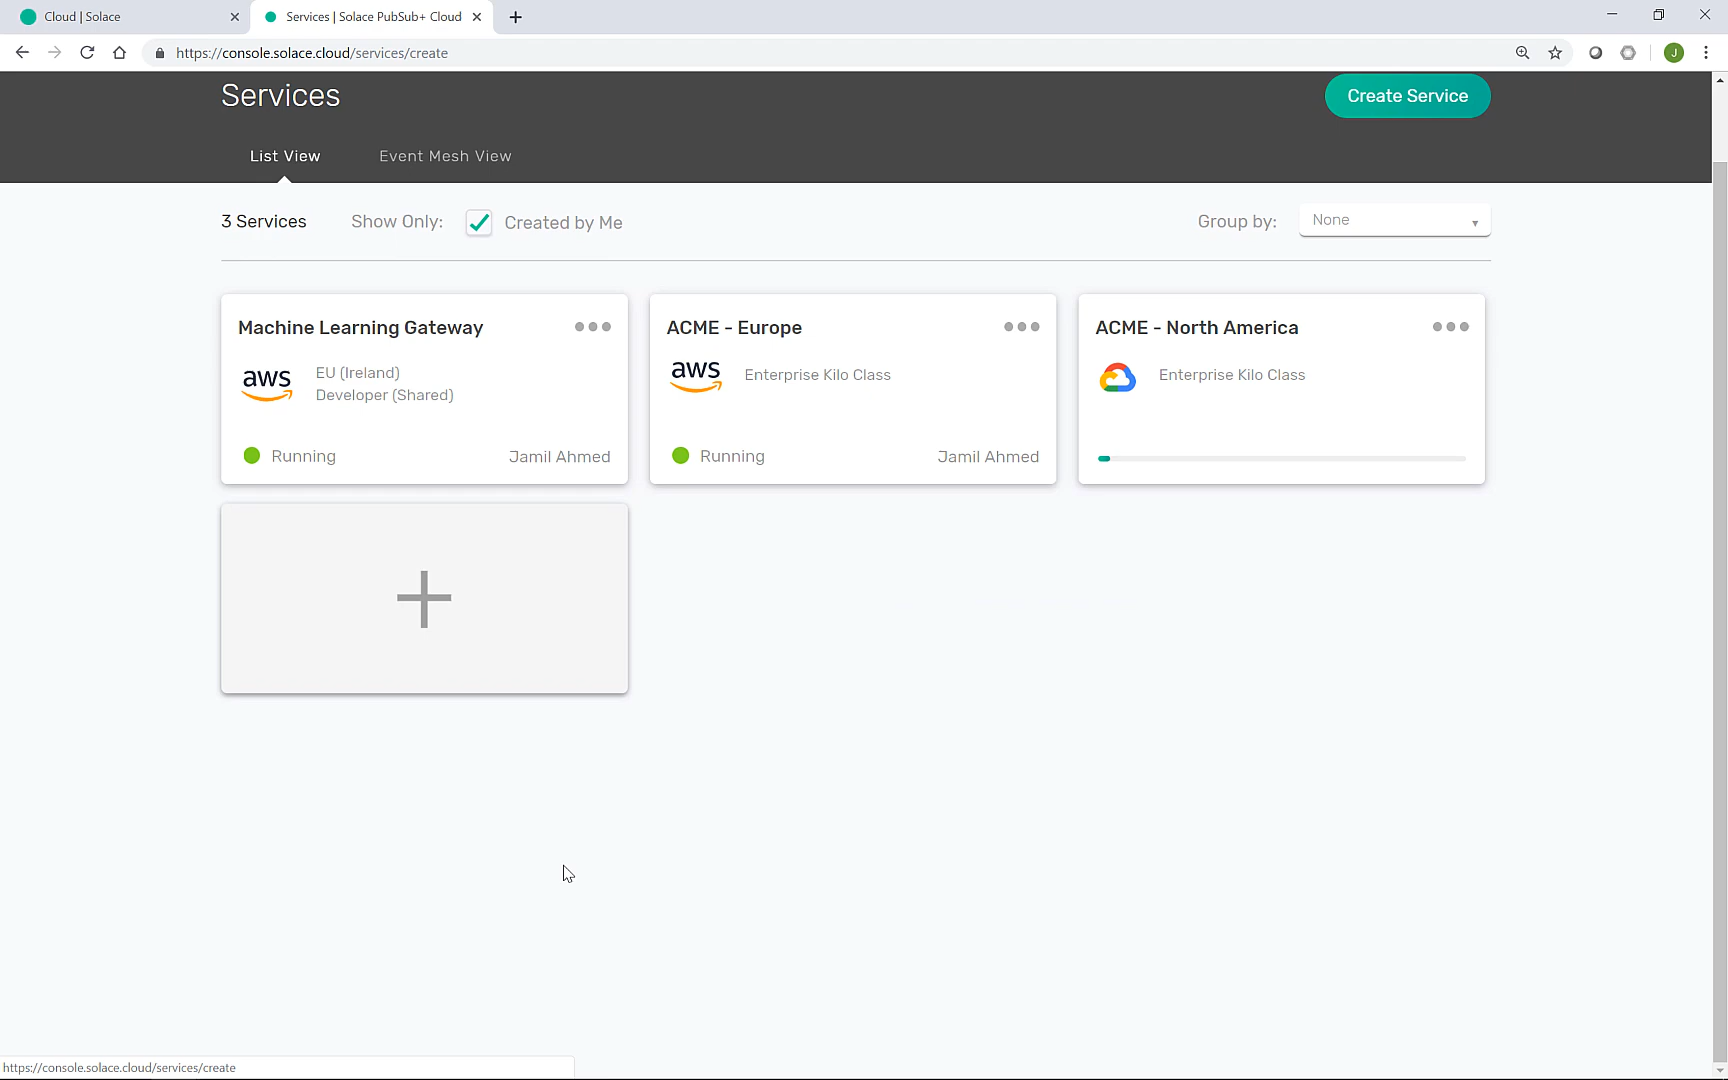 Cloud | Solace
Services | Solace PubSub+ Cloud
https://console.solace.cloud/services/create
J
Services
Create Service
List View
Event Mesh View
3 Services
Show Only:
Created by Me
Group by:
None
Machine Learning Gateway
aws
EU (Ireland)
Developer (Shared)
Running
Jamil Ahmed
ACME - Europe
aws
Enterprise Kilo Class
Running
Jamil Ahmed
ACME - North America
Enterprise Kilo Class
https://console.solace.cloud/services/create